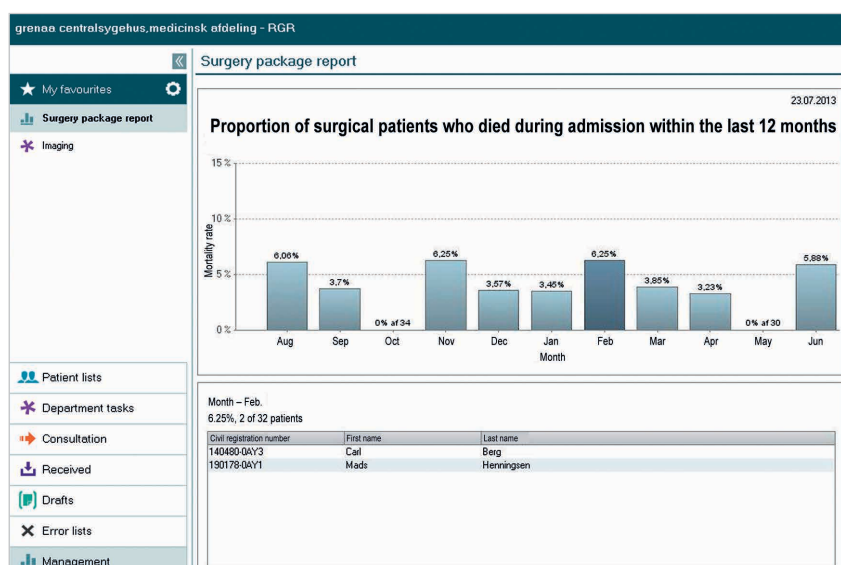 grenaa centralsygehus,medicinsk afdeling - RGR
My favourites
Surgery package report
Imaging
Patient lists
Department tasks
Consultation
Received
Drafts
Error lists
Management
Surgery package report
23.07.2013
Proportion of surgical patients who died during admission within the last 12 months
Mortality rate
15 %
10 %
5 %
0 %
6,06%
3,7%
0% af 34
6,25%
3,57%
3,45%
6,25%
3,85%
3,23%
0% af 30
5,88%
Aug Sep Oct Nov Dec Jan Feb Mar Apr May Jun
Month
Month – Feb.
6.25%, 2 of 32 patients
Civil registration number First name Last name
140480-0AY3 Carl Berg
190178-0AY1 Mads Henningsen